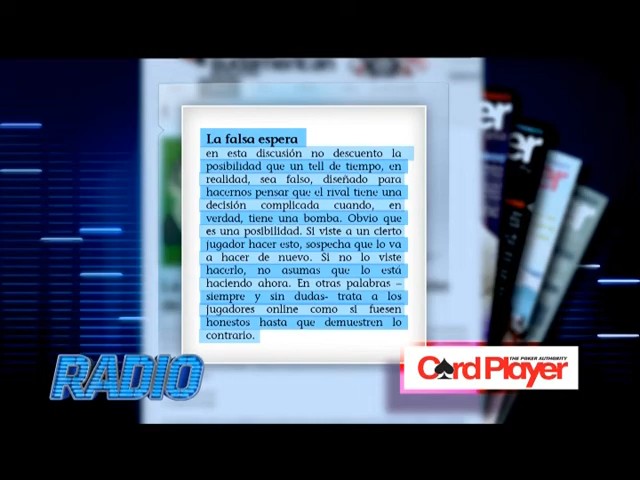 La falsa espera
en esta discusión no descuento la
posibilidad que un tell de tiempo, en
realidad, sea falso, diseñado para
hacernos pensar que el rival tiene una
decisión complicada cuando, en
verdad, tiene una bomba. Obvio que
es una posibilidad. Si viste a un cierto
jugador hacer esto, sospecha que lo va
a hacer de nuevo. Si no lo viste
hacerlo, no asumas que lo está
haciendo ahora. En otras palabras –
siempre y sin dudas- trata a los
jugadores online como si fuesen
honestos hasta que demuestren lo
contrario.
RADIO
THE POKER AUTHORITY
Card Player